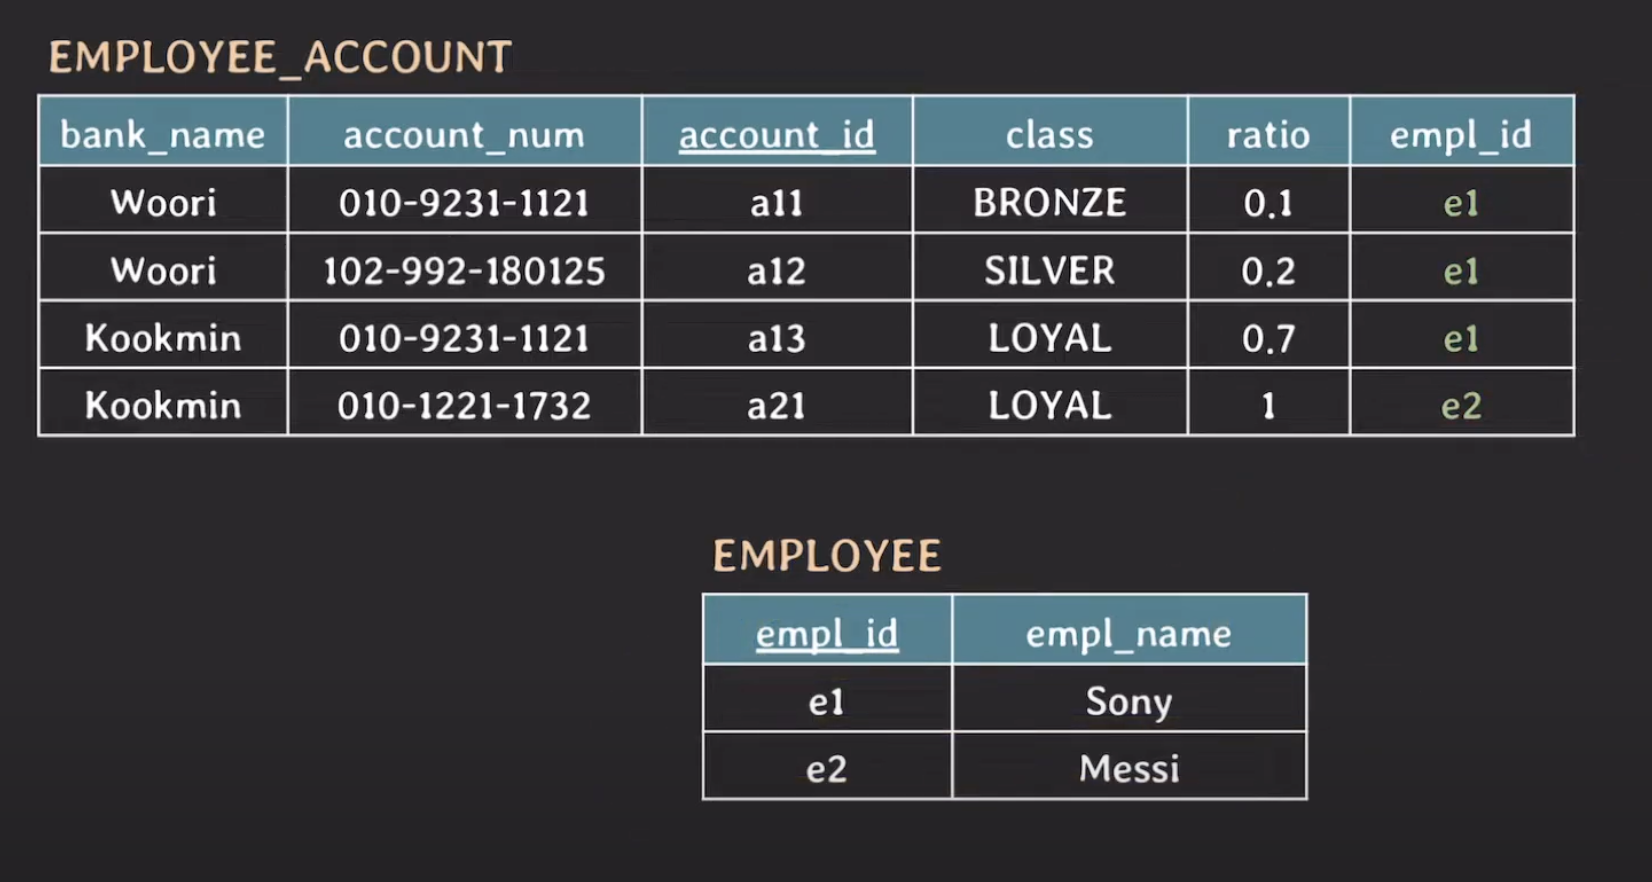 EMPLOYEE_ACCOUNT
bank_name account_num account_id class ratio empl_id
Woori 010-9231-1121 a11 BRONZE 0.1 e1
Woori 102-992-180125 a12 SILVER 0.2 e1
Kookmin 010-9231-1121 a13 LOYAL 0.7 e1
Kookmin 010-1221-1732 a21 LOYAL 1 e2
EMPLOYEE
empl_id empl_name
e1 Sony
e2 Messi